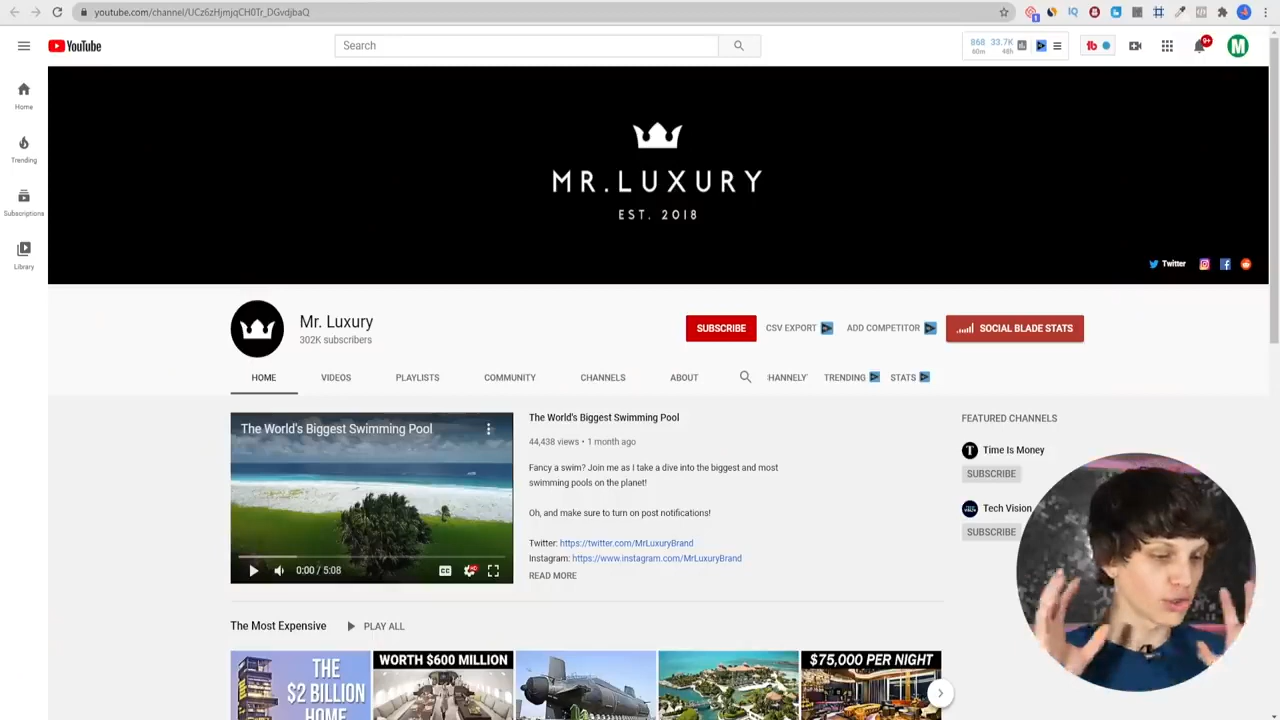 youtube.com/channel/UCz6zHjmjqCH0Tr_DGvdjbaQ
YouTube
Search
868 33.7K
60m 48h
9+
M
Home
Trending
Subscriptions
Library
MR.LUXURY
EST. 2018
Twitter
Mr. Luxury
302K subscribers
SUBSCRIBE
CSV EXPORT
ADD COMPETITOR
SOCIAL BLADE STATS
HOME
VIDEOS
PLAYLISTS
COMMUNITY
CHANNELS
ABOUT
TRENDING
STATS
The World's Biggest Swimming Pool
0:00 / 5:08
The World's Biggest Swimming Pool
44,438 views • 1 month ago
Fancy a swim? Join me as I take a dive into the biggest and most
swimming pools on the planet!
Oh, and make sure to turn on post notifications!
Twitter: https://twitter.com/MrLuxuryBrand
Instagram: https://www.instagram.com/MrLuxuryBrand
READ MORE
FEATURED CHANNELS
Time Is Money
SUBSCRIBE
Tech Vision
SUBSCRIBE
The Most Expensive
PLAY ALL
THE
$2 BILLION
HOME
WORTH $600 MILLION
$75,000 PER NIGHT